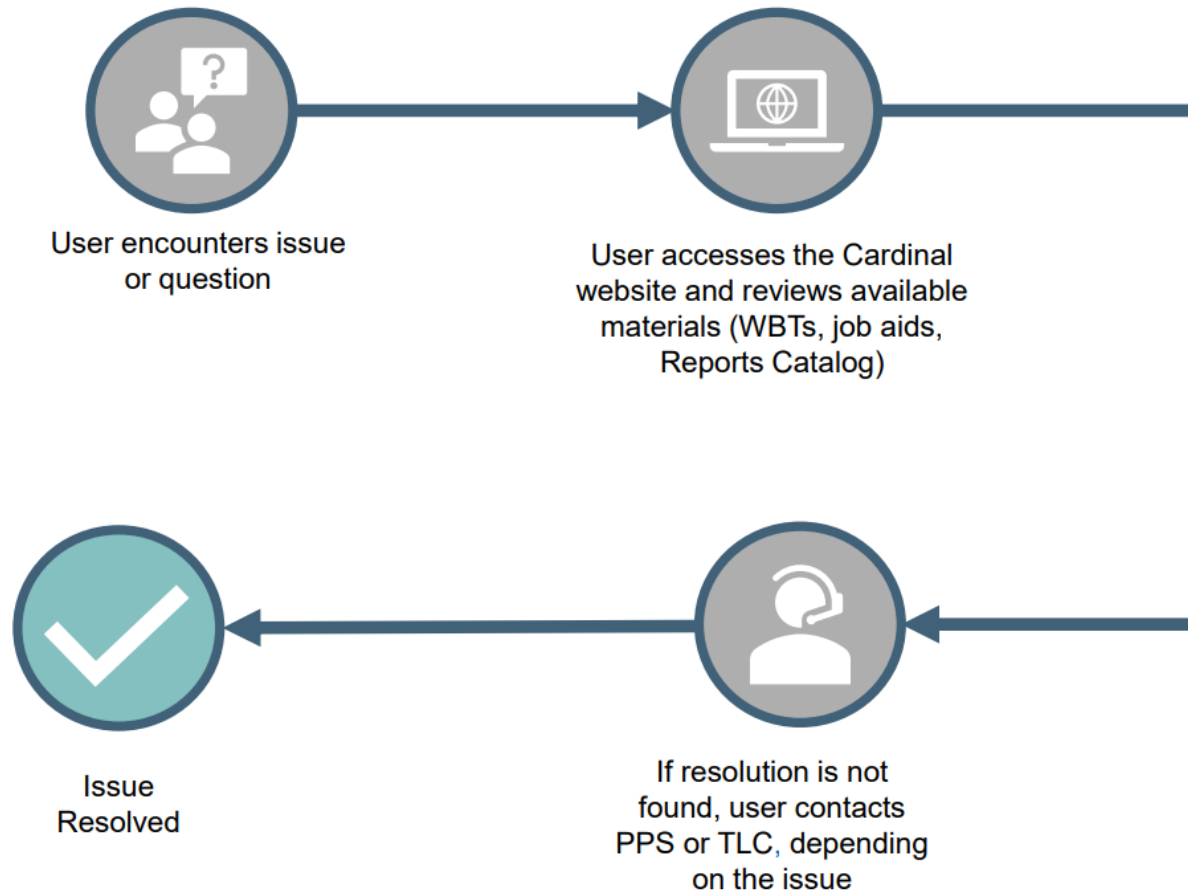 ?
User encounters issue
or question
User accesses the Cardinal
website and reviews available
materials (WBTs, job aids,
Reports Catalog)
If resolution is not
found, user contacts
PPS or TLC, depending
on the issue
Issue
Resolved